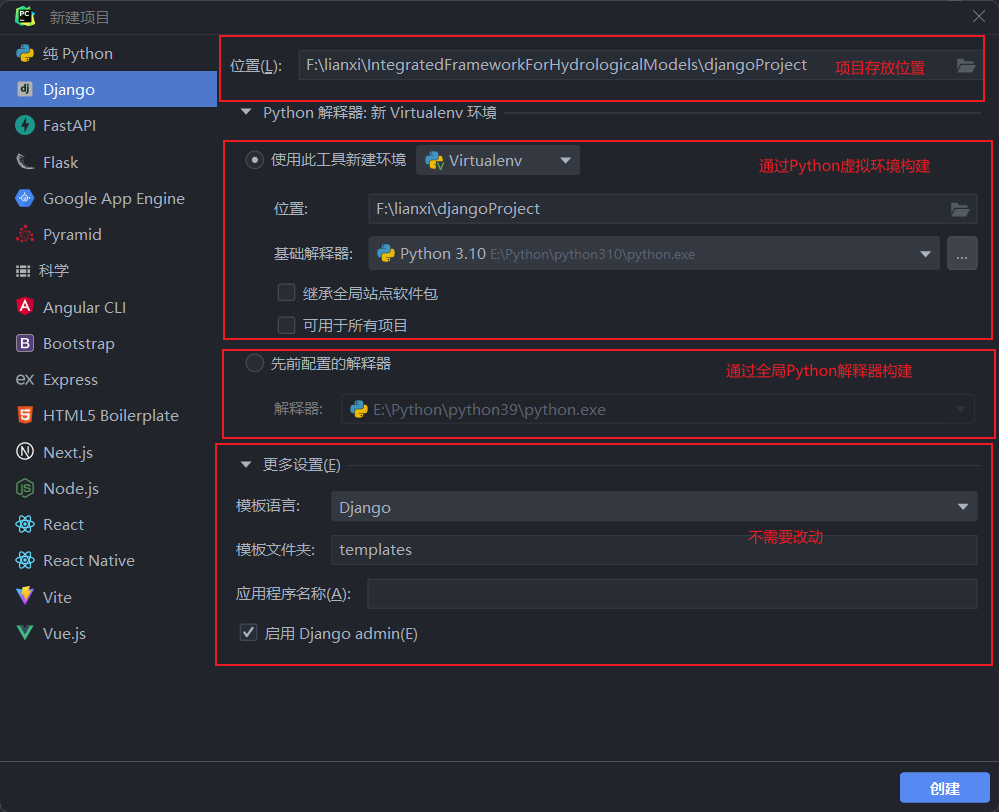 新建项目
纯 Python
Django
FastAPI
Flask
Google App Engine
Pyramid
科学
Angular CLI
Bootstrap
Express
HTML5 Boilerplate
Next.js
Node.js
React
React Native
Vite
Vue.js
位置(L): F:\lianxi\IntegratedFrameworkForHydrologicalModels\djangoProject 项目存放位置
Python 解释器: 新 Virtualenv 环境
使用此工具新建环境 Virtualenv 通过Python虚拟环境构建
位置: F:\lianxi\djangoProject
基础解释器: Python 3.10 E:\Python\python310\python.exe ...
继承全局站点软件包
可用于所有项目
先前配置的解释器 通过全局Python解释器构建
解释器: E:\Python\python39\python.exe
更多设置(E)
模板语言: Django
不需要改动
模板文件夹: templates
应用程序名称(A):
启用 Django admin(E)
创建